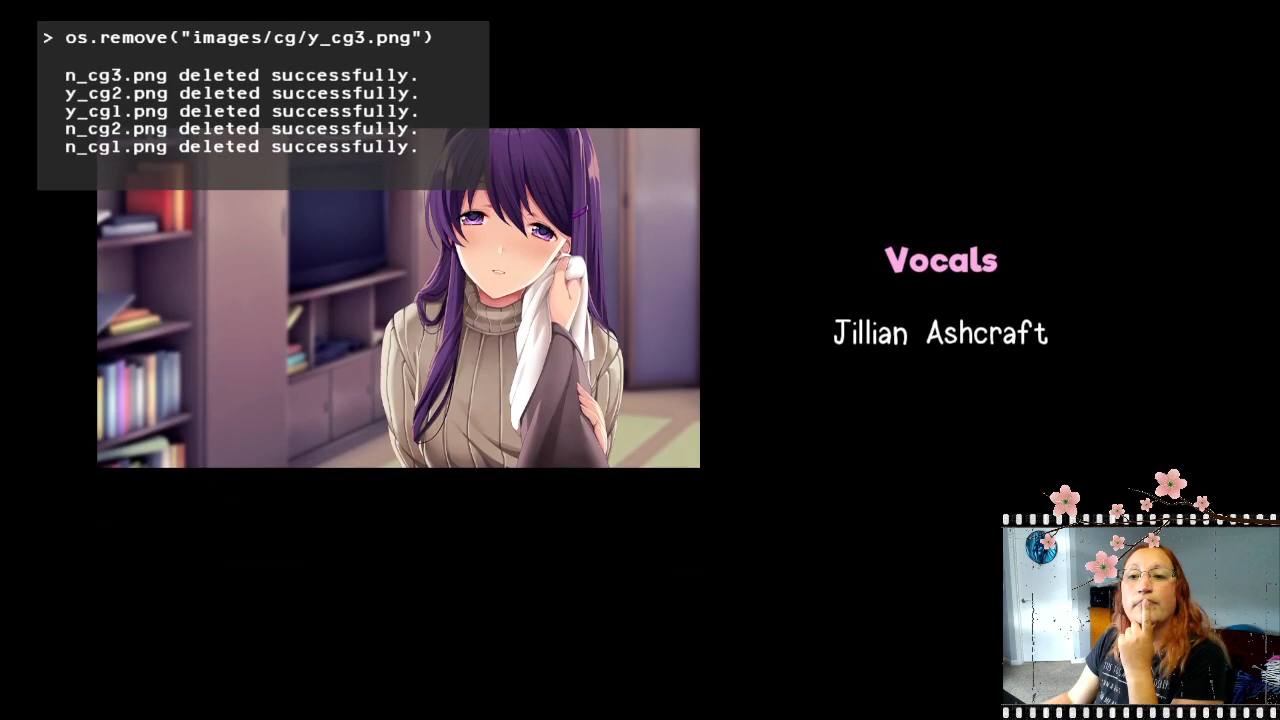 > os.remove("images/cg/y_cg3.png")
n_cg3.png deleted successfully.
y_cg2.png deleted successfully.
y_cg1.png deleted successfully.
n_cg2.png deleted successfully.
n_cg1.png deleted successfully.
Vocals
Jillian Ashcraft